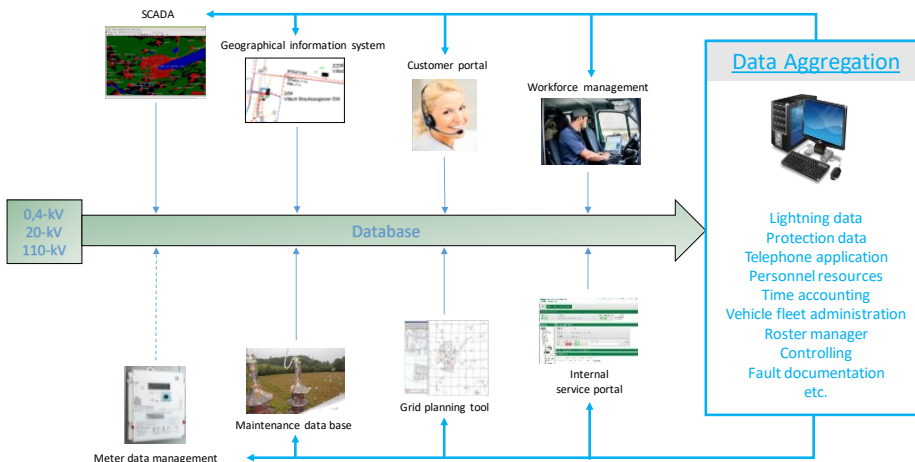 SCADA
Geographical information system
Customer portal
Workforce management
Data Aggregation
0,4-kV
20-kV
110-kV
Database
Lightning data
Protection data
Telephone application
Personnel resources
Time accounting
Vehicle fleet administration
Roster manager
Controlling
Fault documentation
etc.
Meter data management
Maintenance data base
Grid planning tool
Internal
service portal